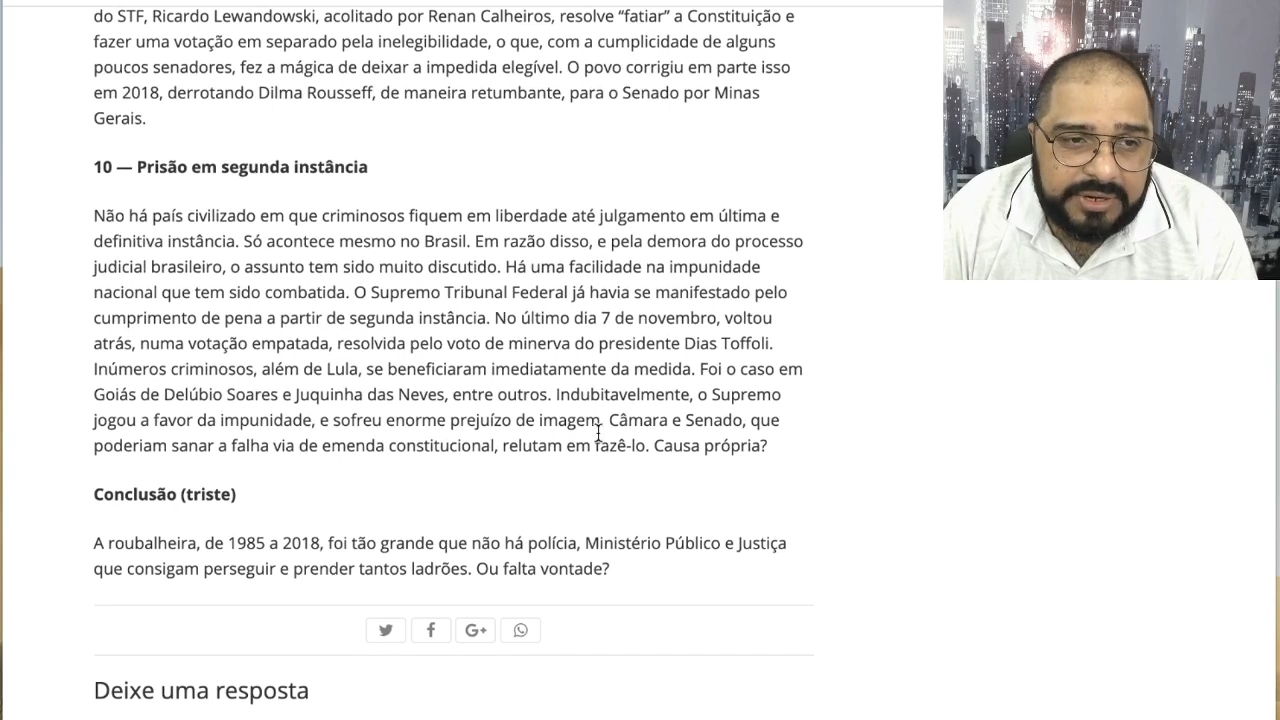 do STF, Ricardo Lewandowski, acolitado por Renan Calheiros, resolve “fatiar” a Constituição e
fazer uma votação em separado pela inelegibilidade, o que, com a cumplicidade de alguns
poucos senadores, fez a mágica de deixar a impedida elegível. O povo corrigiu em parte isso
em 2018, derrotando Dilma Rousseff, de maneira retumbante, para o Senado por Minas
Gerais.
10 — Prisão em segunda instância
Não há país civilizado em que criminosos fiquem em liberdade até julgamento em última e
definitiva instância. Só acontece mesmo no Brasil. Em razão disso, e pela demora do processo
judicial brasileiro, o assunto tem sido muito discutido. Há uma facilidade na impunidade
nacional que tem sido combatida. O Supremo Tribunal Federal já havia se manifestado pelo
cumprimento de pena a partir de segunda instância. No último dia 7 de novembro, voltou
atrás, numa votação empatada, resolvida pelo voto de minerva do presidente Dias Toffoli.
Inúmeros criminosos, além de Lula, se beneficiaram imediatamente da medida. Foi o caso em
Goiás de Delúbio Soares e Juquinha das Neves, entre outros. Indubitavelmente, o Supremo
jogou a favor da impunidade, e sofreu enorme prejuízo de imagem. Câmara e Senado, que
poderiam sanar a falha via de emenda constitucional, relutam em fazê-lo. Causa própria?
Conclusão (triste)
A roubalheira, de 1985 a 2018, foi tão grande que não há polícia, Ministério Público e Justiça
que consigam perseguir e prender tantos ladrões. Ou falta vontade?
G+
Deixe uma resposta